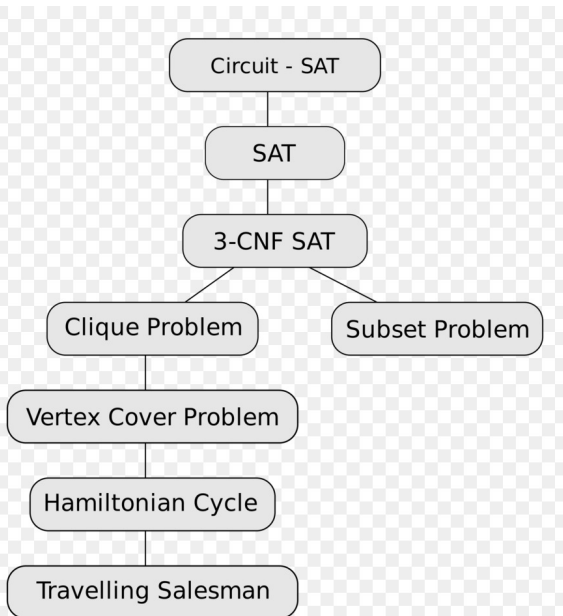 Circuit - SAT
SAT
3-CNF SAT
Clique Problem
Subset Problem
Vertex Cover Problem
Hamiltonian Cycle
Travelling Salesman